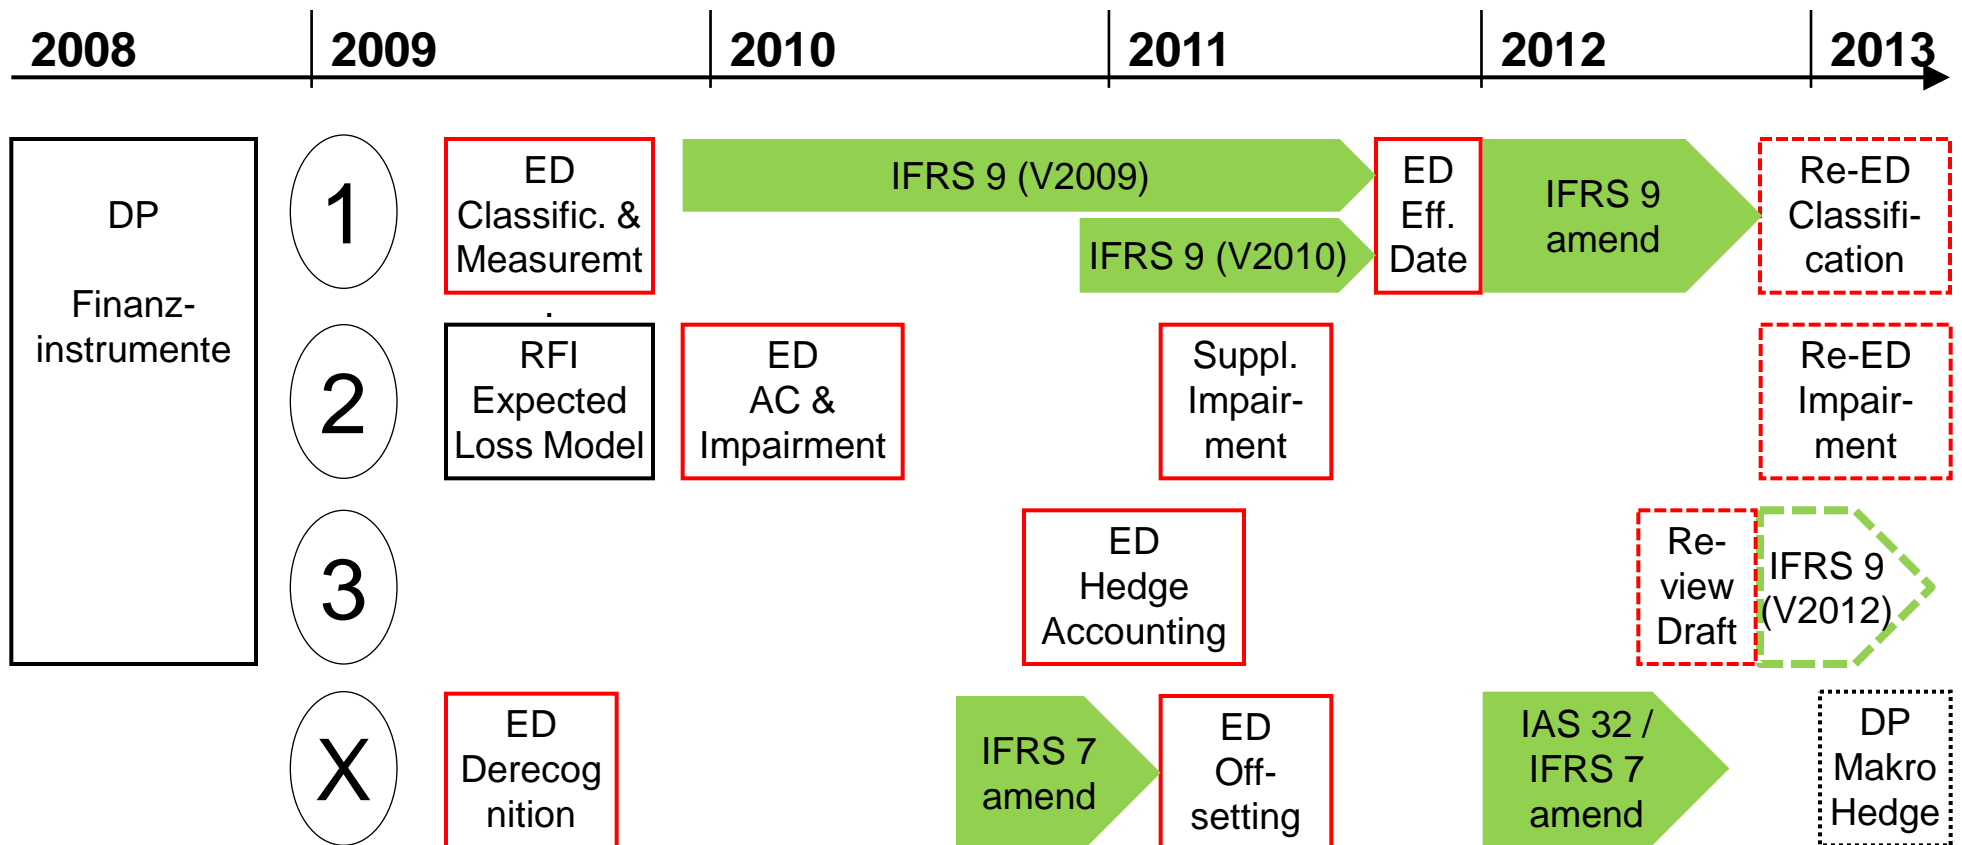 2008
2009
2010
2011
2012
2013
DP
Finanz-
instrumente
1
ED
Classific. &
Measuremt
.
IFRS 9 (V2009)
IFRS 9 (V2010)
ED
Eff.
Date
IFRS 9
amend
Re-ED
Classifi-
cation
2
RFI
Expected
Loss Model
ED
AC &
Impairment
Suppl.
Impair-
ment
Re-ED
Impair-
ment
3
ED
Hedge
Accounting
Re-
view
Draft
IFRS 9
(V2012)
X
ED
Derecog
nition
IFRS 7
amend
ED
Off-
setting
IAS 32 /
IFRS 7
amend
DP
Makro
Hedge